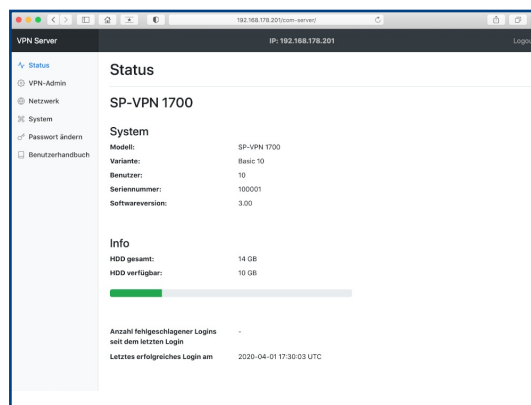 192.168.178.201/com-server/
VPN Server
IP: 192.168.178.201
Logou
Status
VPN-Admin
Netzwerk
System
Passwort ändern
Benutzerhandbuch
Status
SP-VPN 1700
System
Modell: SP-VPN 1700
Variante: Basic 10
Benutzer: 10
Seriennummer: 100001
Softwareversion: 3.00
Info
HDD gesamt: 14 GB
HDD verfügbar: 10 GB
Anzahl fehlgeschlagener Logins -
seit dem letzten Login
Letztes erfolgreiches Login am 2020-04-01 17:30:03 UTC